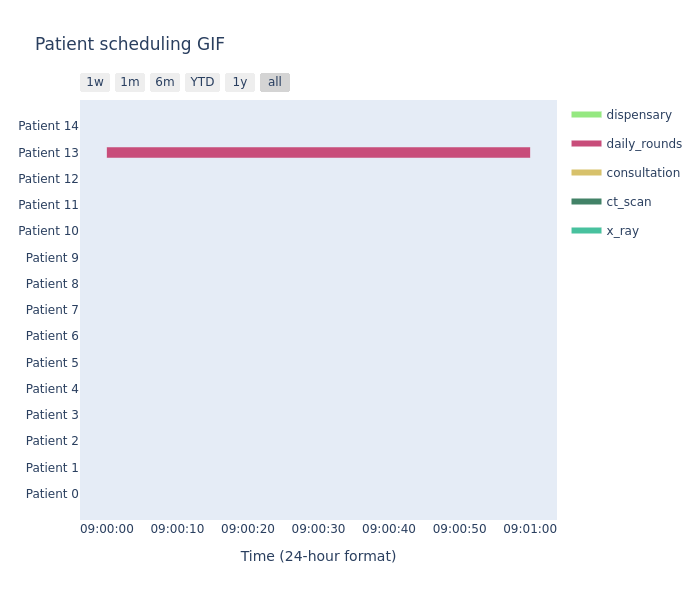 Patient scheduling GIF
1w 1m 6m YTD 1y all
dispensary
daily_rounds
consultation
ct_scan
x_ray
Patient 14
Patient 13
Patient 12
Patient 11
Patient 10
Patient 9
Patient 8
Patient 7
Patient 6
Patient 5
Patient 4
Patient 3
Patient 2
Patient 1
Patient 0
09:00:00 09:00:10 09:00:20 09:00:30 09:00:40 09:00:50 09:01:00
Time (24-hour format)